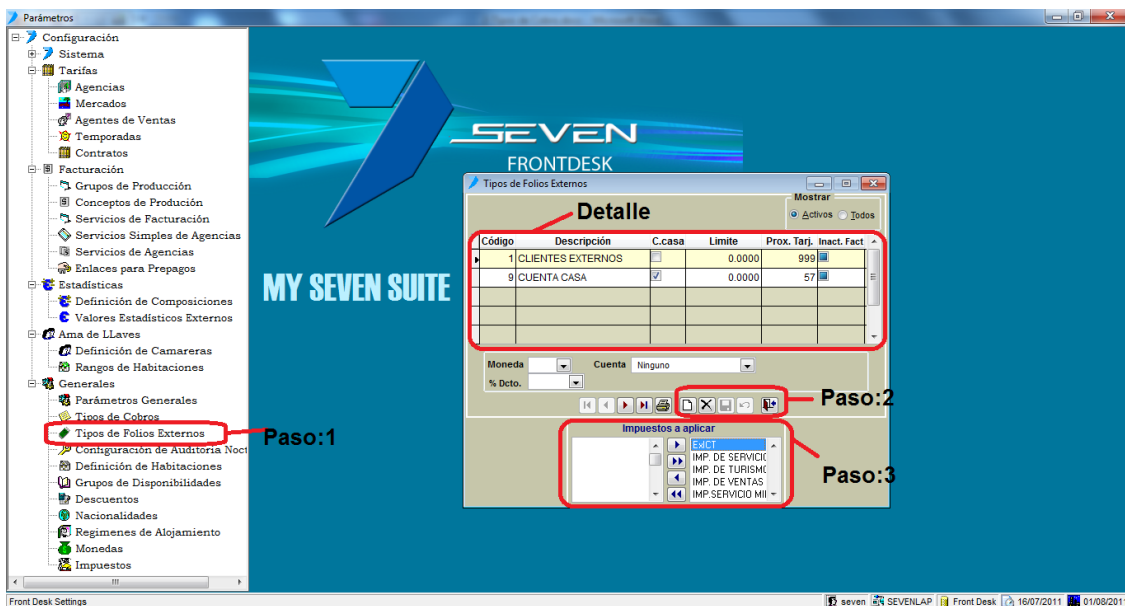 Parámetros
Configuración
Sistema
Tarifas
Agencias
Mercados
Agentes de Ventas
Temporadas
Contratos
Facturación
Grupos de Producción
Conceptos de Produción
Servicios de Facturación
Servicios Simples de Agencias
Servicios de Agencias
Enlaces para Prepagos
Estadísticas
Definición de Composiciones
Valores Estadísticos Externos
Ama de LLaves
Definición de Camareras
Rangos de Habitaciones
Generales
Parámetros Generales
Tipos de Cobros
Tipos de Folios Externos
Configuración de Auditoría Noct
Definición de Habitaciones
Grupos de Disponibilidades
Descuentos
Nacionalidades
Regimenes de Alojamiento
Monedas
Impuestos
Paso:1
SEVEN
FRONTDESK
MY SEVEN SUITE
Tipos de Folios Externos
Detalle
Mostrar
Activos Todos
Código Descripción C.casa Limite Prox. Tarj. Inact. Fact
1 CLIENTES EXTERNOS 0.0000 999
9 CUENTA CASA 0.0000 57
Moneda Cuenta Ninguno
% Dcto.
Paso:2
Impuestos a aplicar
ExICT
IMP. DE SERVICIO
IMP. DE TURISMO
IMP. DE VENTAS
IMP.SERVICIO MI
Paso:3
Front Desk Settings seven SEVENLAP Front Desk 16/07/2011 01/08/2011